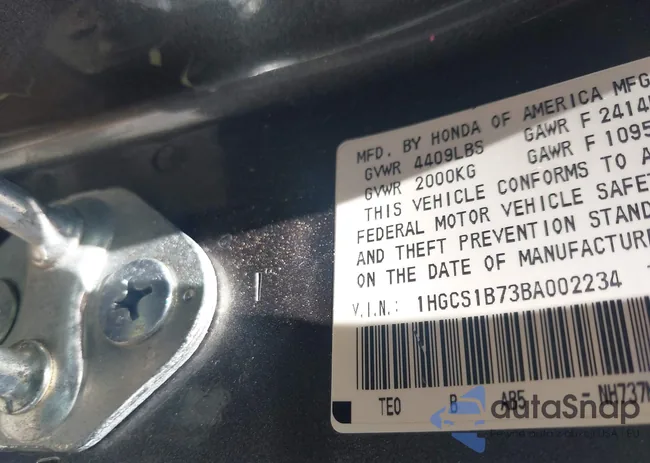 MFD. BY HONDA OF AMERICA MFG
GVWR 4409LBS GAWR F 2414
GVWR 2000KG GAWR F 1095
THIS VEHICLE CONFORMS TO A
FEDERAL MOTOR VEHICLE SAFE
AND THEFT PREVENTION STAND
ON THE DATE OF MANUFACTUR
V.I.N.: 1HGCS1B73BA002234
TE0 B AB5 - NH737
autoSnap